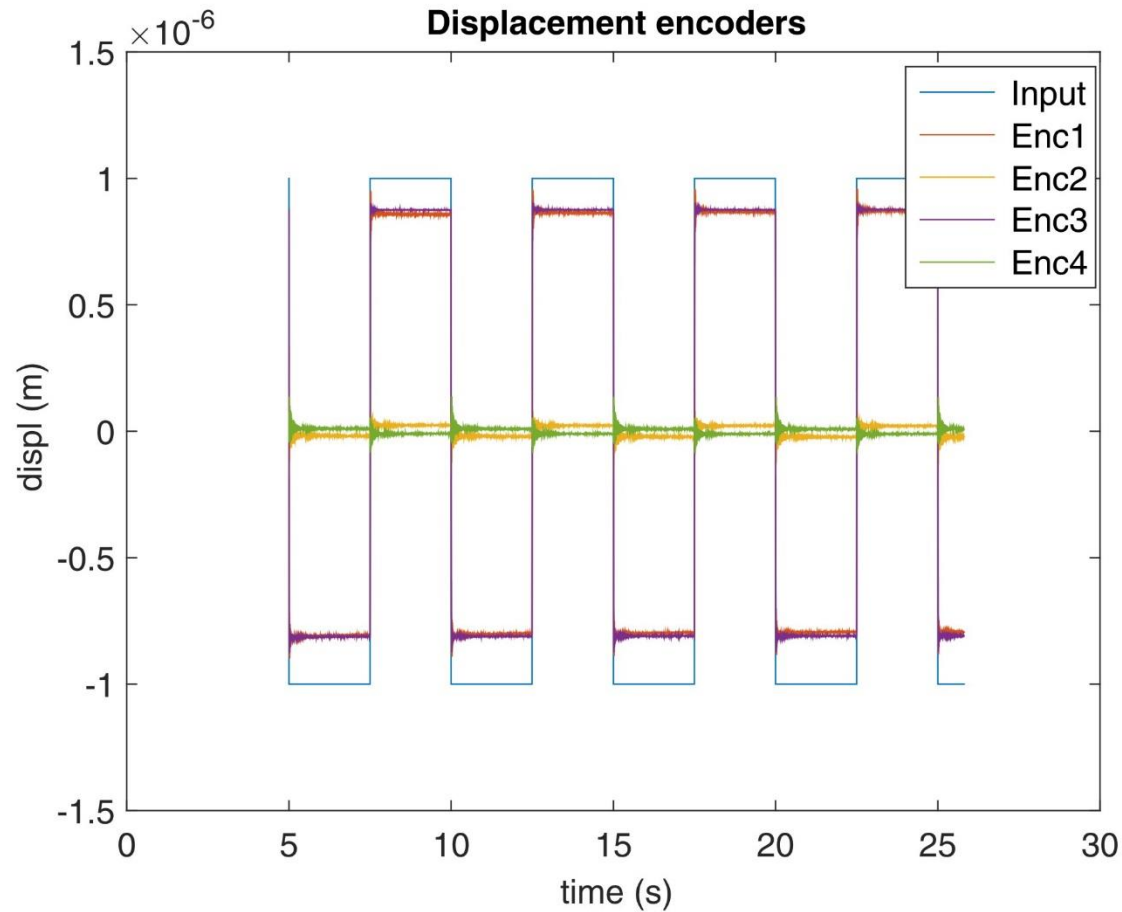 Displacement encoders
×10-6
1.5
1
0.5
0
-0.5
-1
-1.5
displ (m)
0 5 10 15 20 25 30
time (s)
Input
Enc1
Enc2
Enc3
Enc4